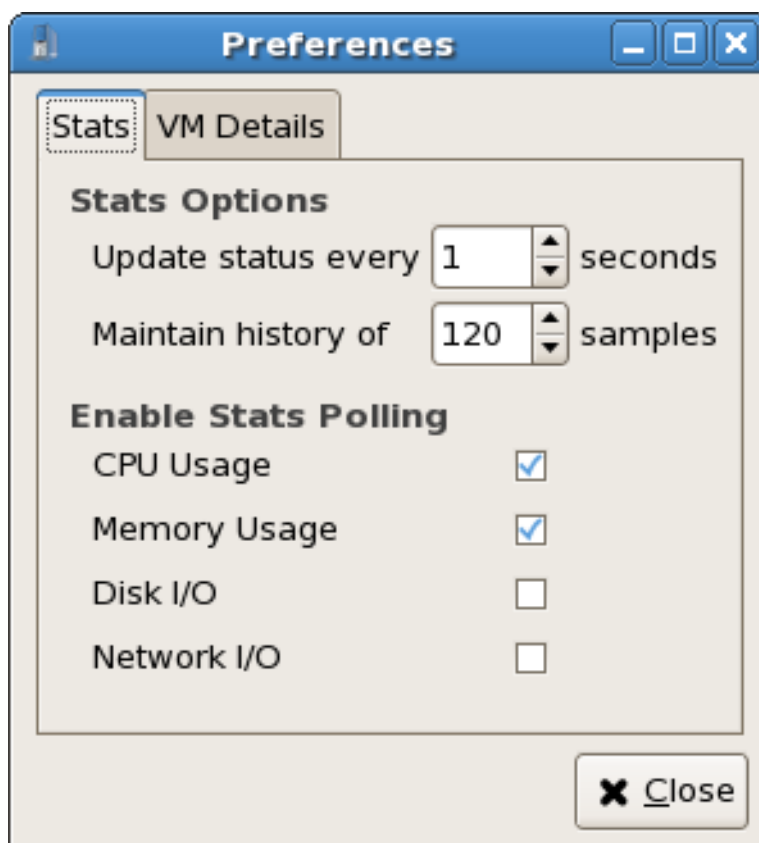 Preferences
Stats VM Details
Stats Options
Update status every 1 seconds
Maintain history of 120 samples
Enable Stats Polling
CPU Usage
Memory Usage
Disk I/O
Network I/O
Close